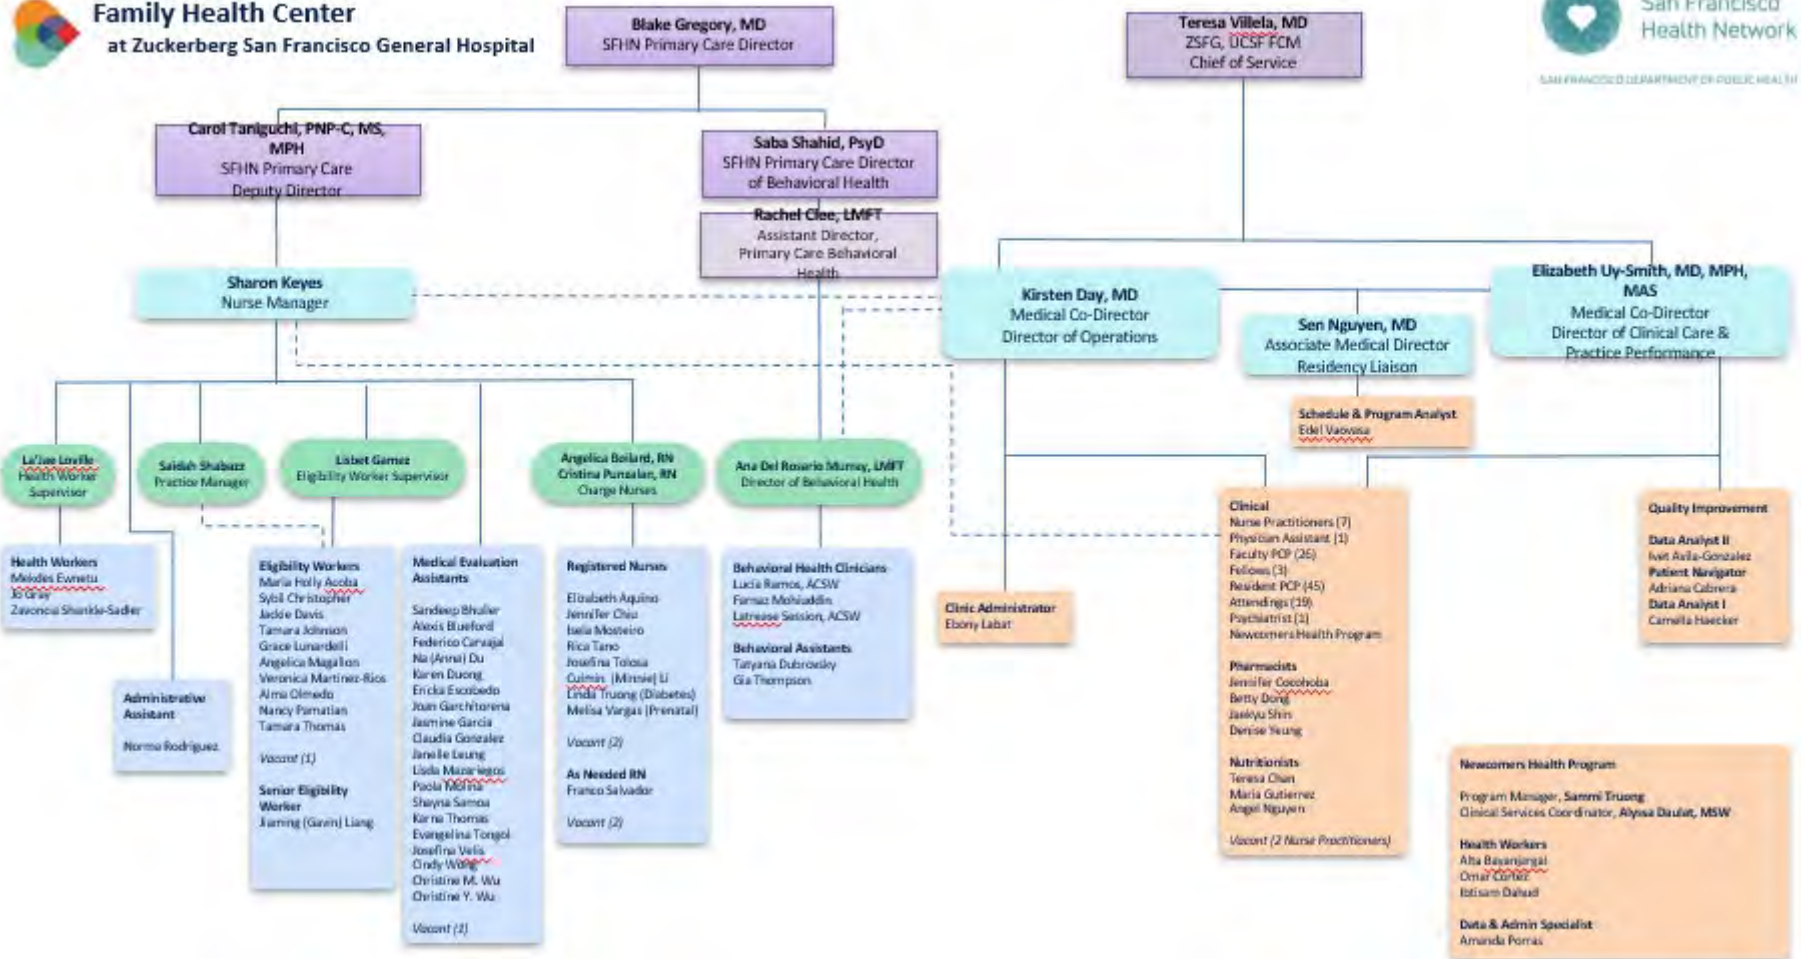 Family Health Center
at Zuckerberg San Francisco General Hospital
Blake Gregory, MD
SFHN Primary Care Director
Teresa Villela, MD
ZSFG, UCSF FCM
Chief of Service
San Francisco
Health Network
SAN FRANCISCO DEPARTMENT OF PUBLIC HEALTH
Carol Taniguchi, PNP-C, MS,
MPH
SFHN Primary Care
Deputy Director
Saba Shahid, PsyD
SFHN Primary Care Director
of Behavioral Health
Rachel Clee, LMFT
Assistant Director,
Primary Care Behavioral
Health
Sharon Keyes
Nurse Manager
Kirsten Day, MD
Medical Co-Director
Director of Operations
Sen Nguyen, MD
Associate Medical Director
Residency Liaison
Elizabeth Uy-Smith, MD, MPH,
MAS
Medical Co-Director
Director of Clinical Care &
Practice Performance
Schedule & Program Analyst
Edel Vaovasa
La'Jae Loville
Health Worker
Supervisor
Saidah Shabazz
Practice Manager
Lisbet Gamez
Eligibility Worker Supervisor
Angelica Boilard, RN
Cristina Punzalan, RN
Charge Nurses
Ana Del Rosario Murray, LMFT
Director of Behavioral Health
Health Workers
Mekdes Ewnetu
Jo Gray
Zavoncia Shankle-Sadler
Administrative
Assistant
Norma Rodriguez
Eligibility Workers
Maria Holly Acoba
Sybil Christopher
Jackie Davis
Tamara Johnson
Grace Lunardelli
Angelica Magallon
Veronica Martinez-Rios
Alma Olmedo
Nancy Pamatian
Tamara Thomas
Vacant (1)
Senior Eligibility
Worker
Jiaming (Gavin) Liang
Medical Evaluation
Assistants
Sandeep Bhuller
Alexis Blueford
Federico Carvajal
Na (Anna) Du
Karen Duong
Ericka Escobedo
Joan Garchitorena
Jasmine Garcia
Claudia Gonzalez
Janelle Leung
Lisda Mazariegos
Paola Molina
Shayna Samoa
Karna Thomas
Evangelina Tongol
Josefina Velis
Cindy Wong
Christine M. Wu
Christine Y. Wu
Vacant (1)
Registered Nurses
Elizabeth Aquino
Jennifer Chiu
Isela Mosteiro
Rica Tano
Josefina Tolosa
Cuimin (Minnie) Li
Linda Truong (Diabetes)
Melisa Vargas (Prenatal)
Vacant (2)
As Needed RN
Franco Salvador
Vacant (2)
Behavioral Health Clinicians
Lucia Ramos, ACSW
Farnaz Mohiuddin
Latrease Session, ACSW
Behavioral Assistants
Tatyana Dubrovsky
Gia Thompson
Clinic Administrator
Ebony Labat
Clinical
Nurse Practitioners (7)
Physician Assistant (1)
Faculty PCP (26)
Fellows (3)
Resident PCP (45)
Attendings (19)
Psychiatrist (1)
Newcomers Health Program
Pharmacists
Jennifer Cocohoba
Betty Dong
Jaekyu Shin
Denise Yeung
Nutritionists
Teresa Chan
Maria Gutierrez
Angel Nguyen
Vacant (2 Nurse Practitioners)
Quality Improvement
Data Analyst II
Ivet Avila-Gonzalez
Patient Navigator
Adriana Cabrera
Data Analyst I
Camella Haecker
Newcomers Health Program
Program Manager, Sammi Truong
Clinical Services Coordinator, Alyssa Daulat, MSW
Health Workers
Alta Bayanjargal
Omar Cortez
Ibtisam Dahud
Data & Admin Specialist
Amanda Porras